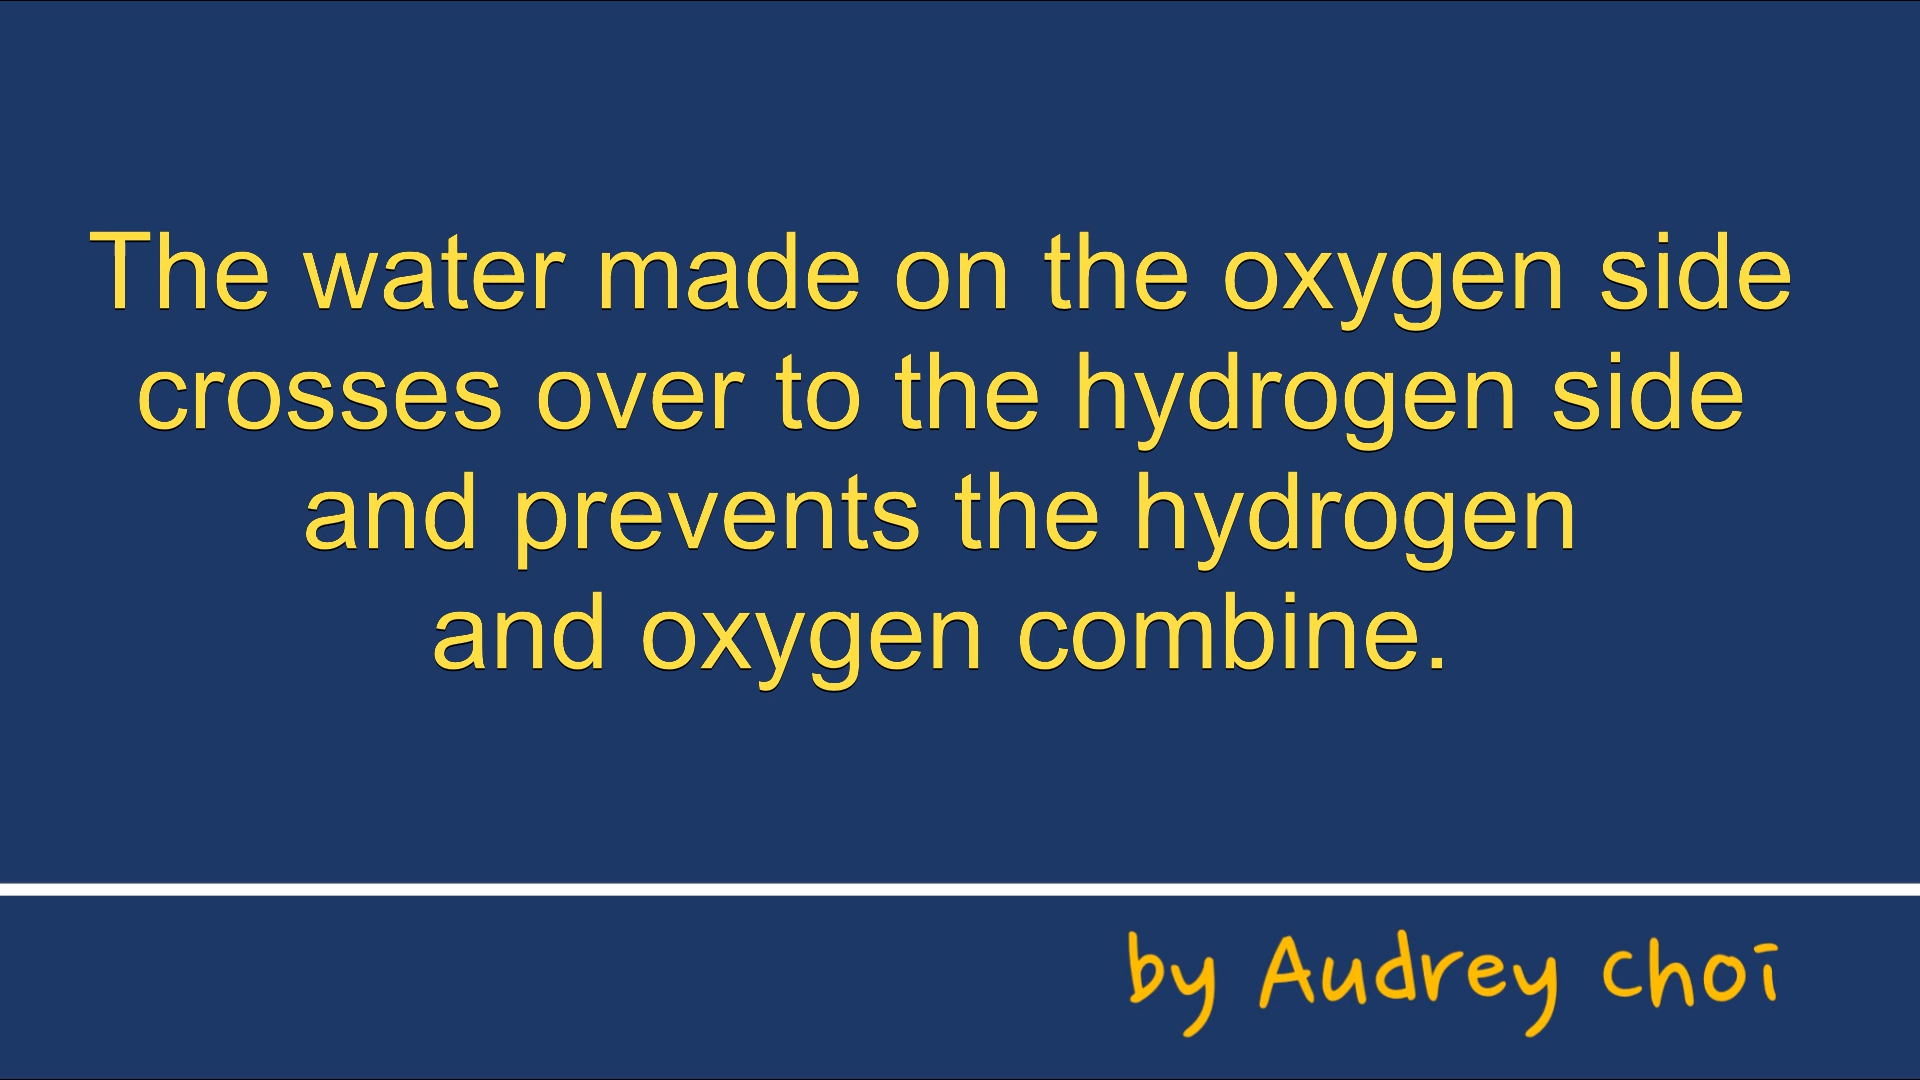 The water made on the oxygen side
crosses over to the hydrogen side
and prevents the hydrogen
and oxygen combine.
by Audrey Choi